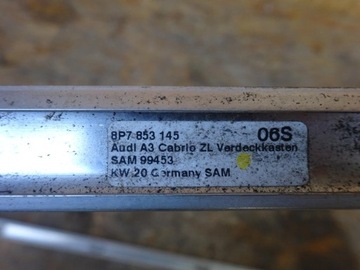 8P7 853 145 06S
Audi A3 Cabrio ZL Verdeckkasten
SAM 99453
KW 20 Germany SAM